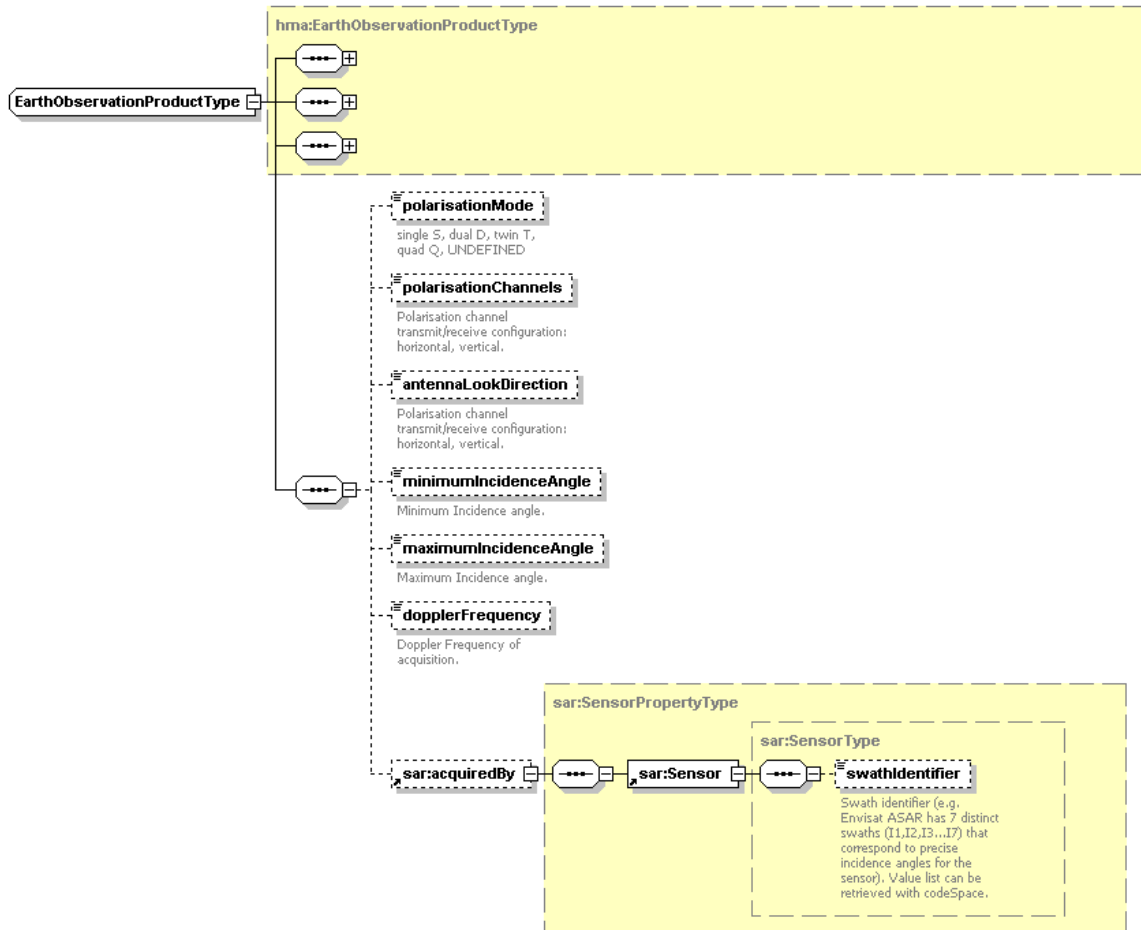 hma:EarthObservationProductType
EarthObservationProductType
polarisationMode
single S, dual D, twin T,
quad Q, UNDEFINED
polarisationChannels
Polarisation channel
transmit/receive configuration:
horizontal, vertical.
antennaLookDirection
Polarisation channel
transmit/receive configuration:
horizontal, vertical.
minimumIncidenceAngle
Minimum Incidence angle.
maximumIncidenceAngle
Maximum Incidence angle.
dopplerFrequency
Doppler Frequency of
acquisition.
sar:SensorPropertyType
sar:SensorType
sar:acquiredBy
sar:Sensor
swathIdentifier
Swath identifier (e.g.
Envisat ASAR has 7 distinct
swaths (I1,I2,I3...I7) that
correspond to precise
incidence angles for the
sensor). Value list can be
retrieved with codeSpace.